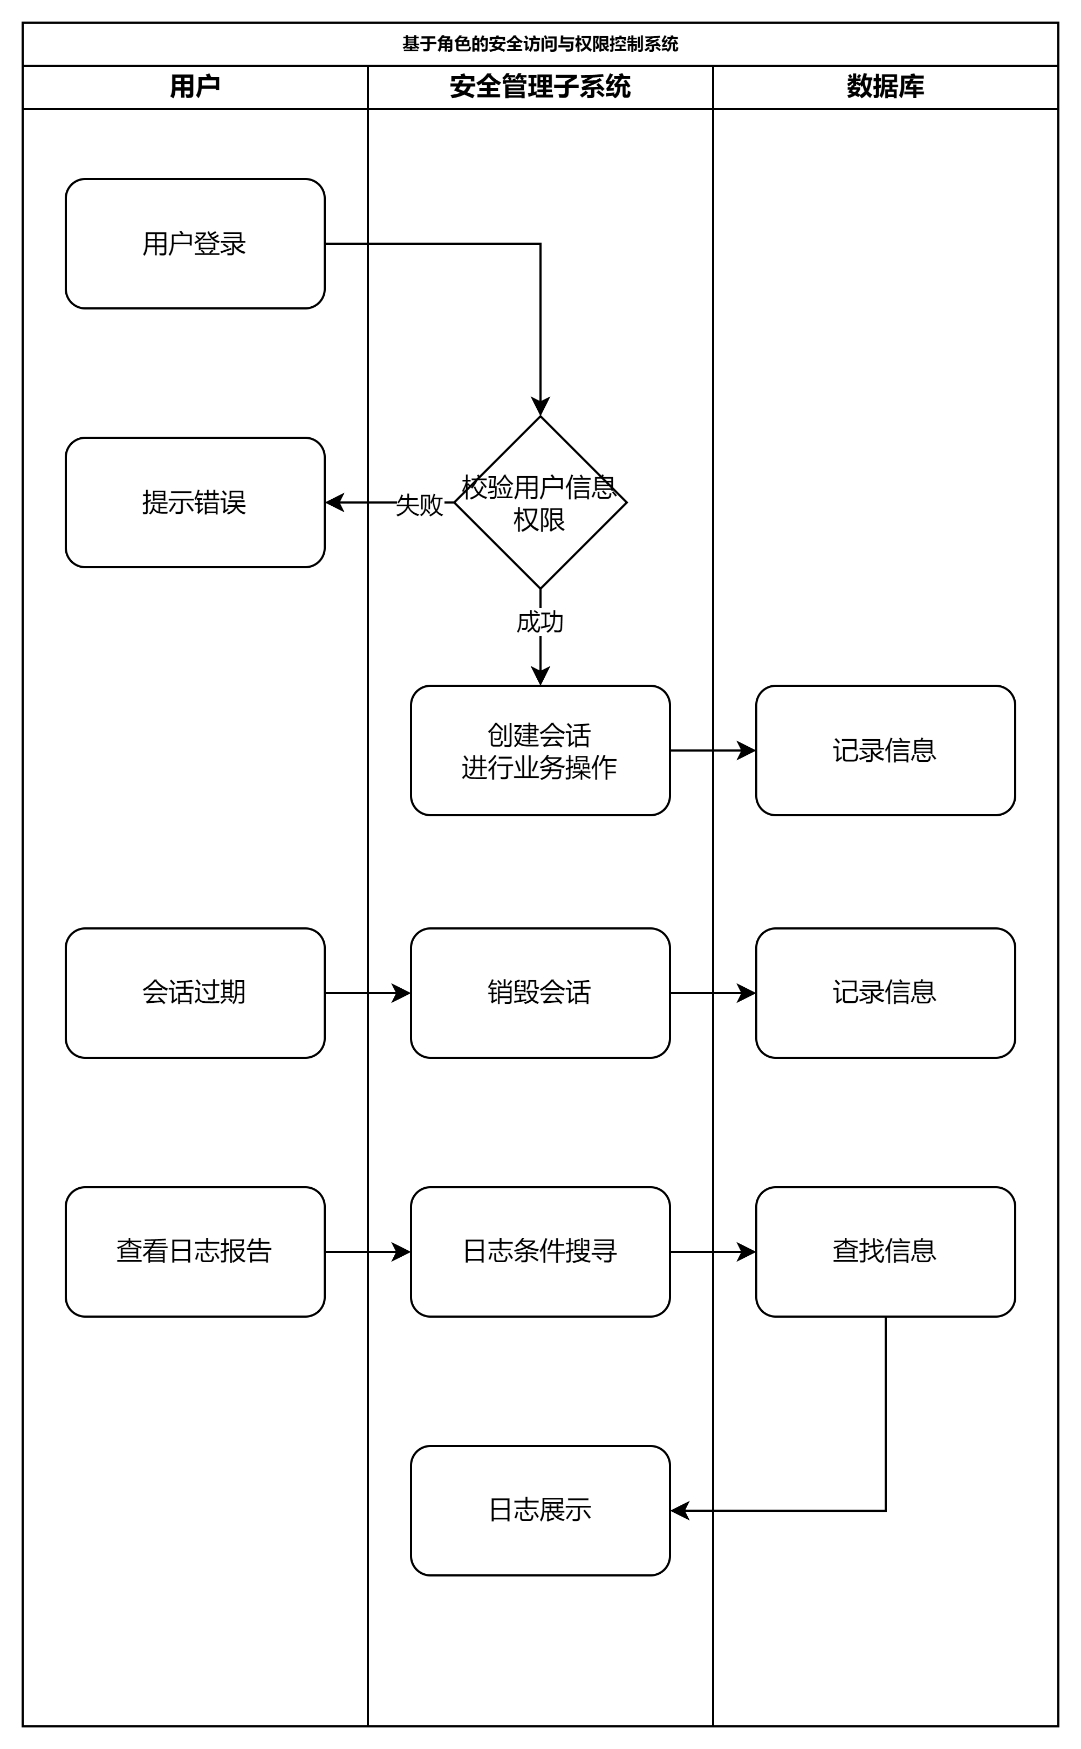 基于角色的安全访问与权限控制系统
用户
安全管理子系统
数据库
用户登录
提示错误
失败
校验用户信息
权限
成功
创建会话
进行业务操作
记录信息
会话过期
销毁会话
记录信息
查看日志报告
日志条件搜寻
查找信息
日志展示